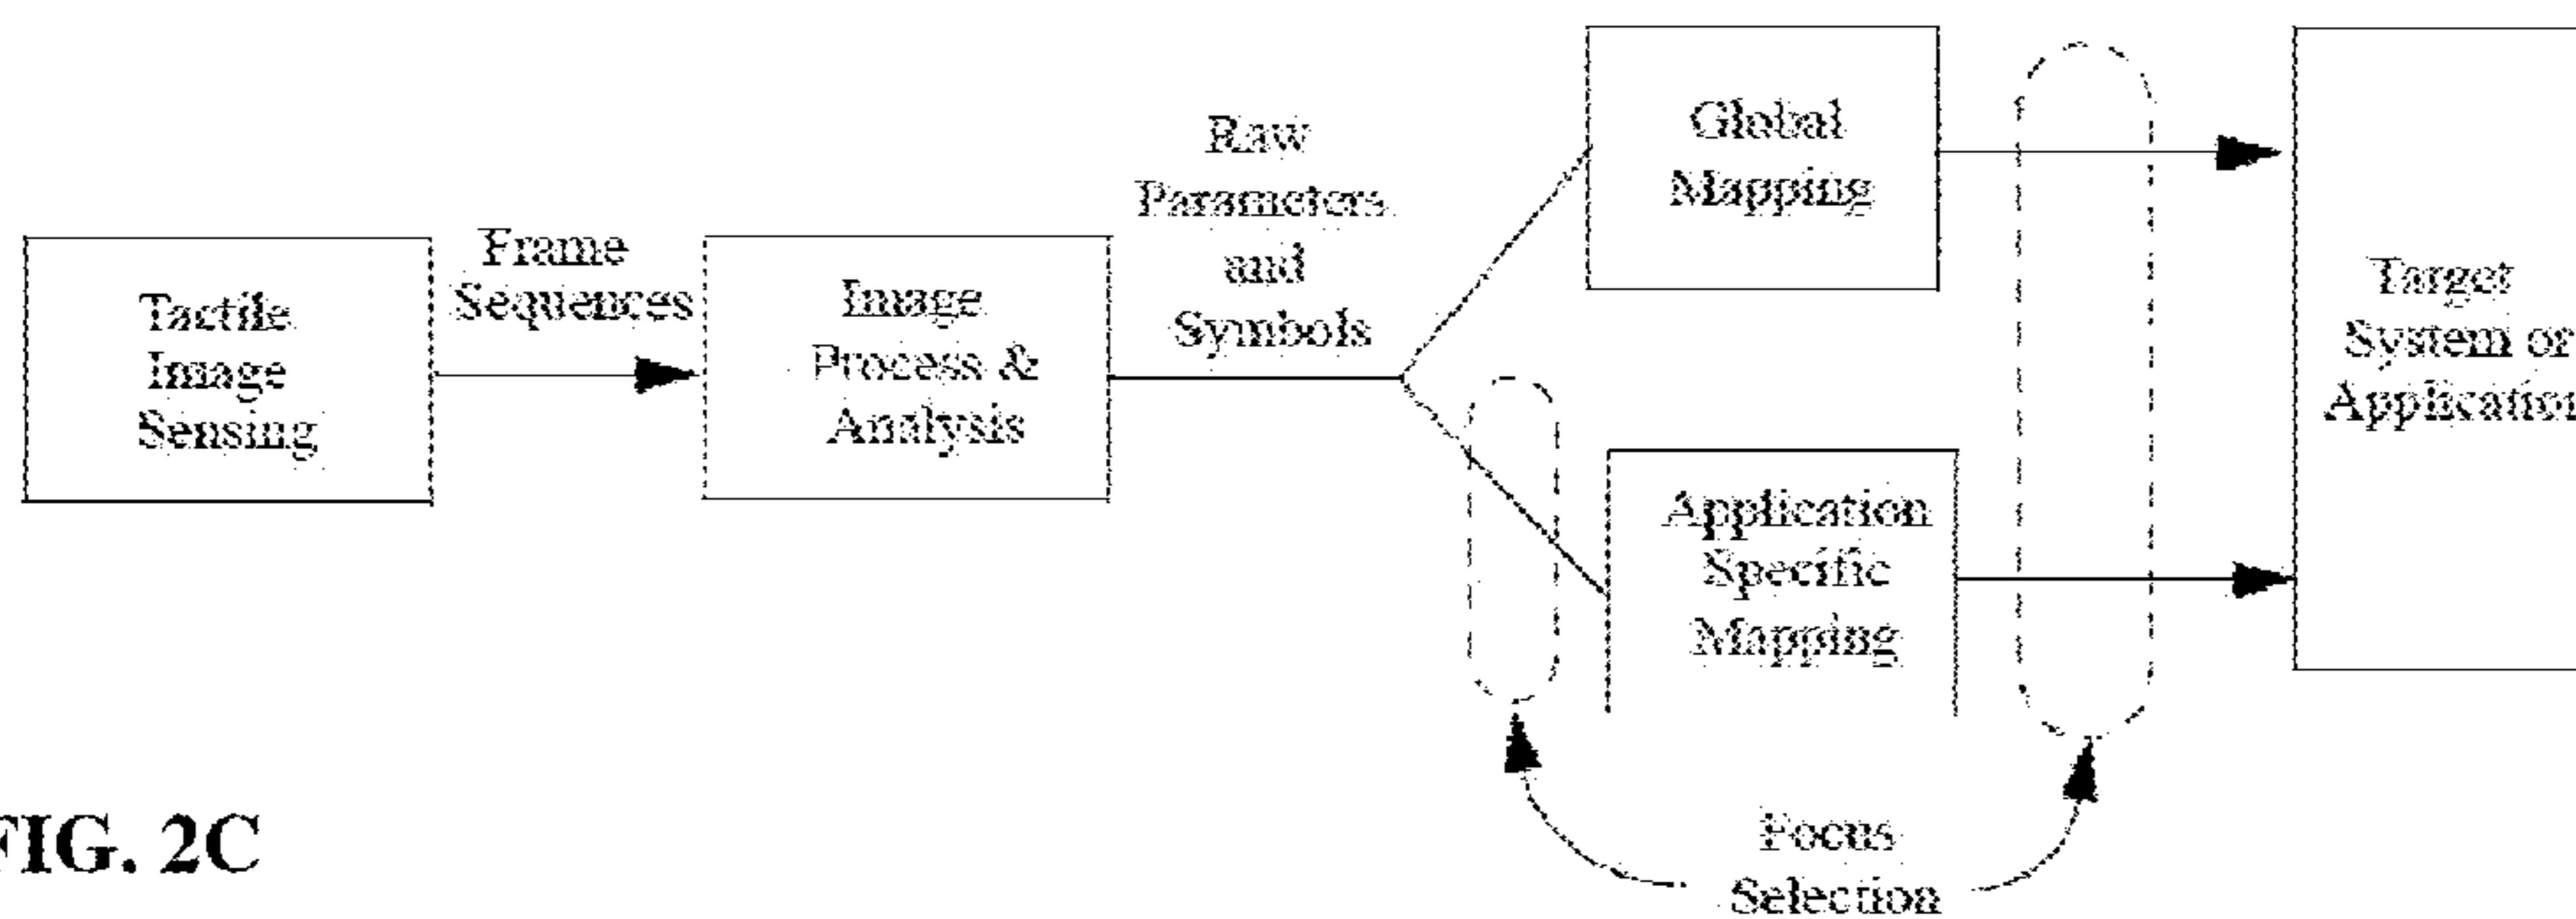 Tactile
Image
Sensing
Frame
Sequences
Image
Process &
Analysis
Raw
Parameters
and
Symbols
Global
Mapping
Application
Specific
Mapping
Target
System or
Application
Focus
Selection
FIG. 2C